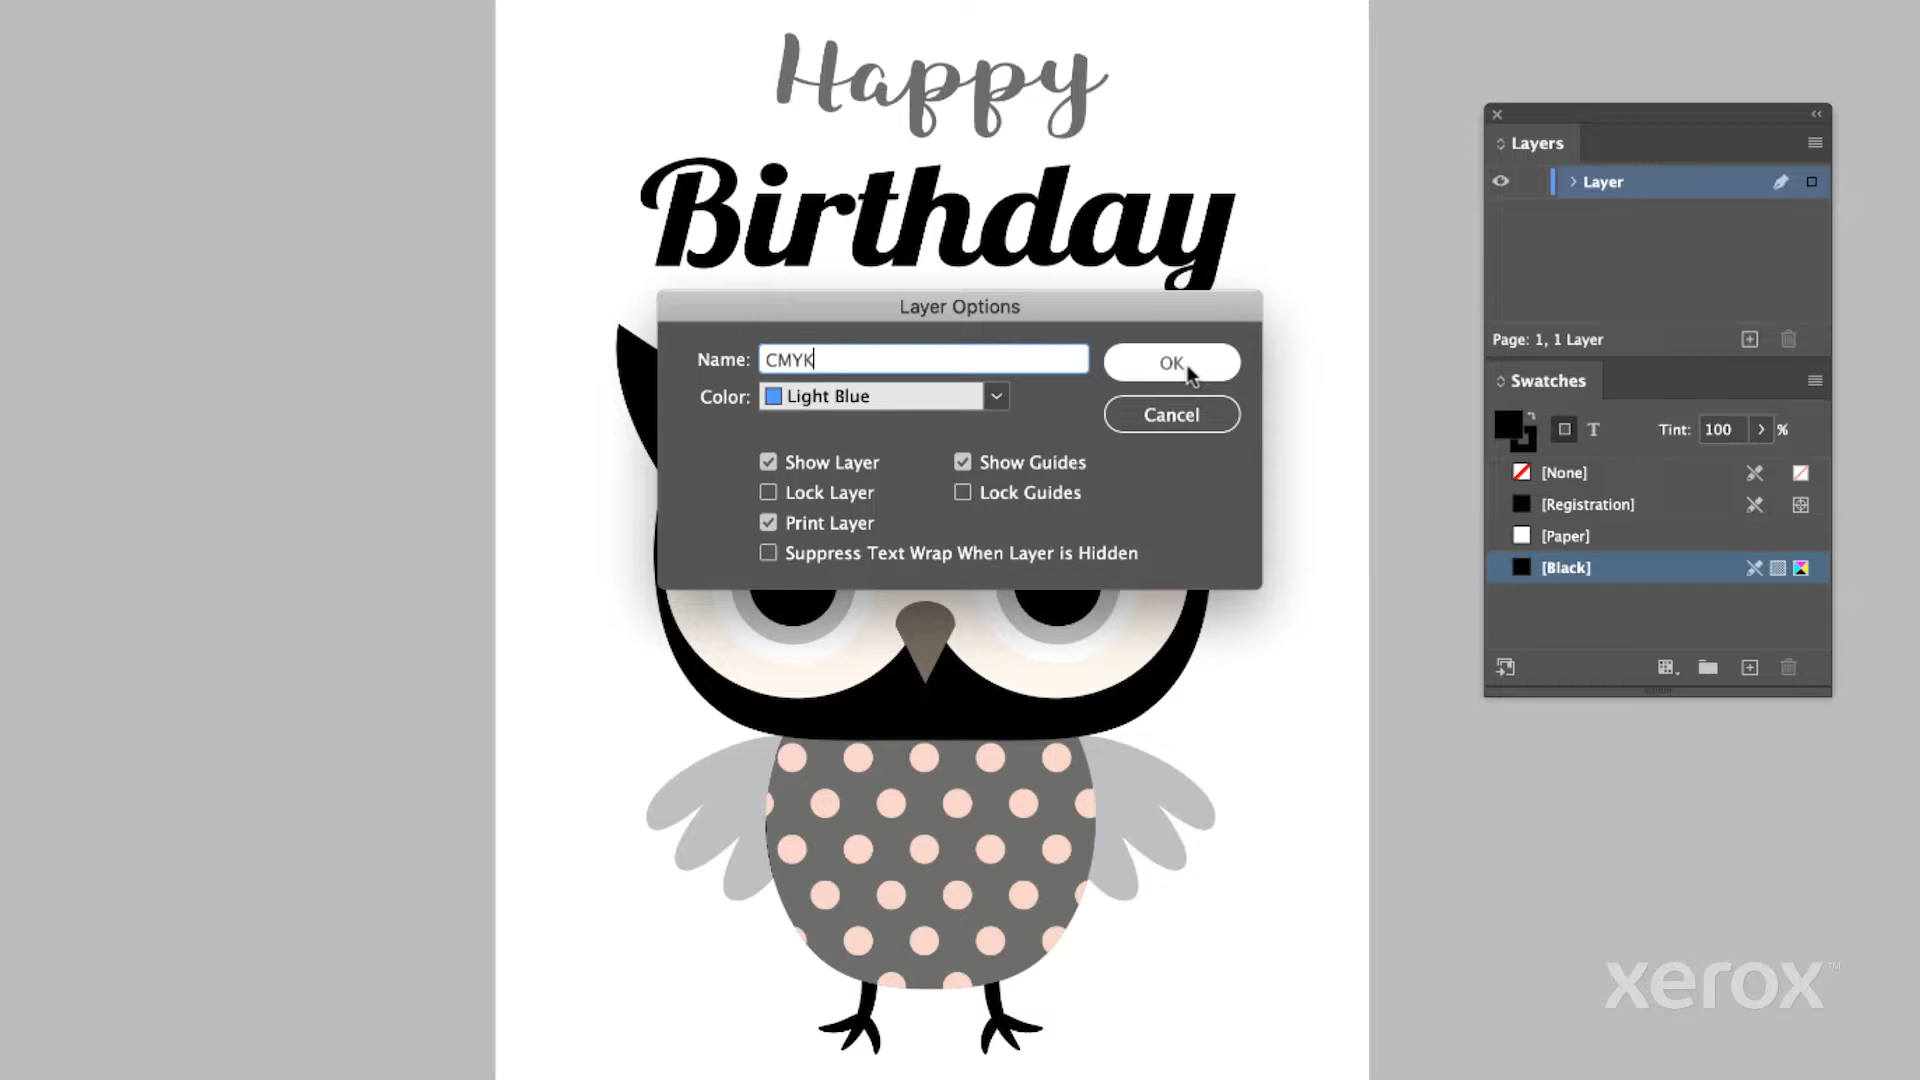 Happy
Birthday
Layer Options
Name: CMYK
OK
Color: Light Blue
Cancel
Show Layer
Show Guides
Lock Layer
Lock Guides
Print Layer
Suppress Text Wrap When Layer is Hidden
Layers
Layer
Page: 1, 1 Layer
Swatches
T
Tint: 100 %
[None]
[Registration]
[Paper]
[Black]
xerox™